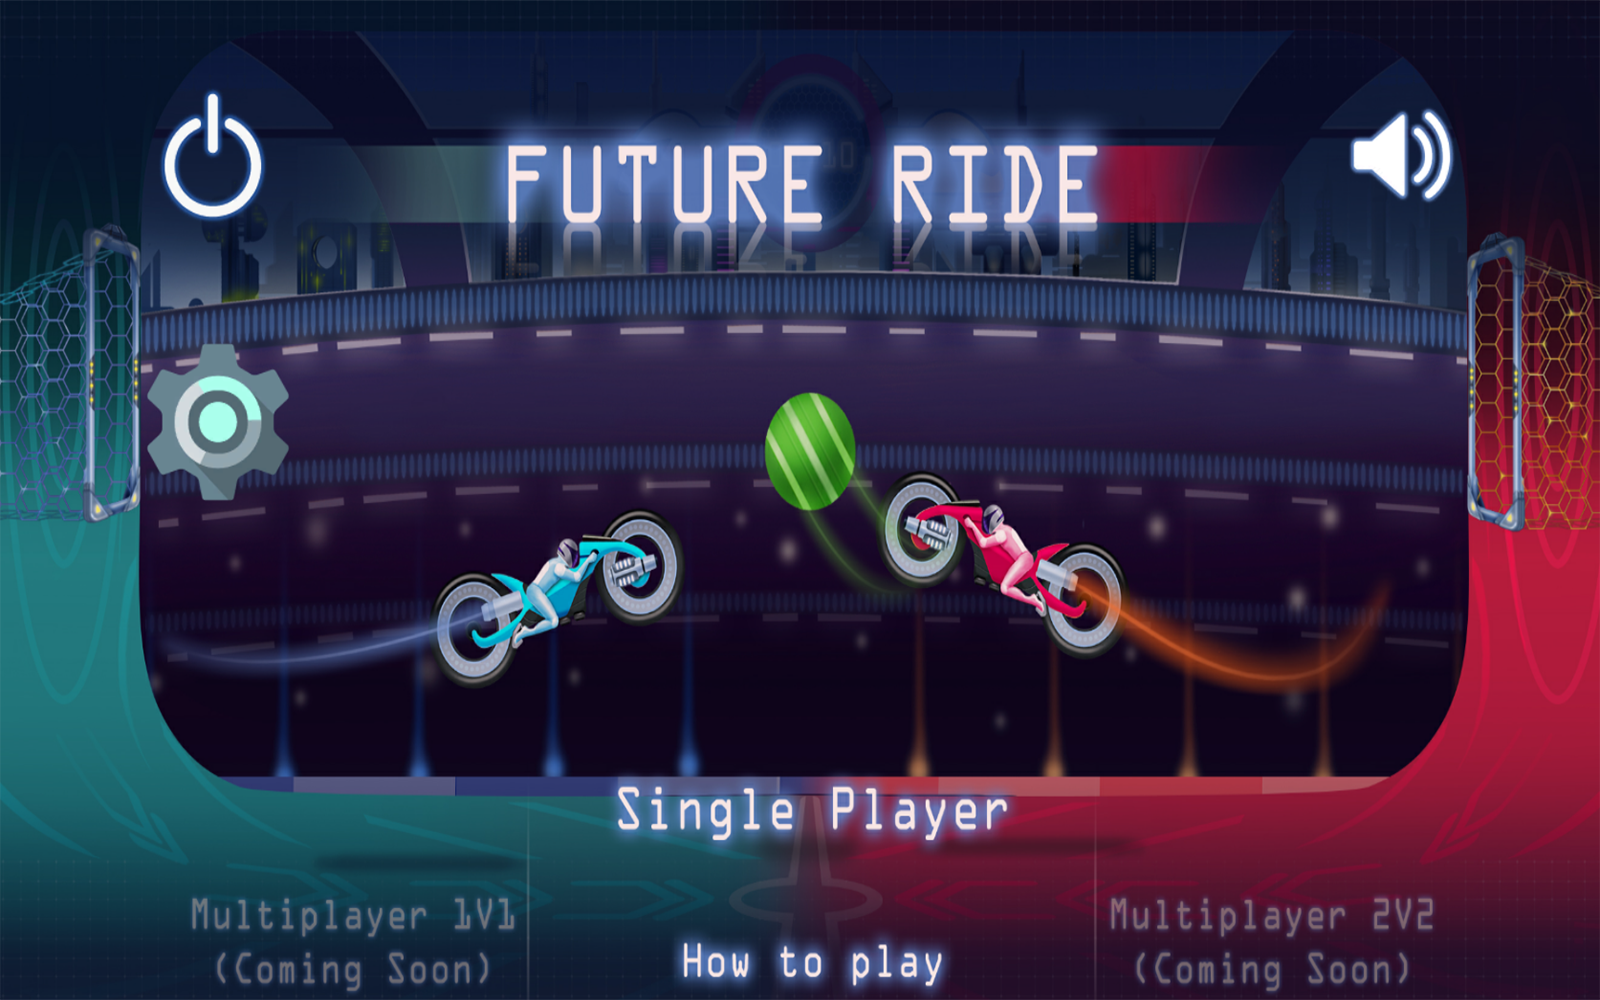 FUTURE RIDE
Single Player
Multiplayer 1V1
(Coming Soon)
How to play
Multiplayer 2V2
(Coming Soon)